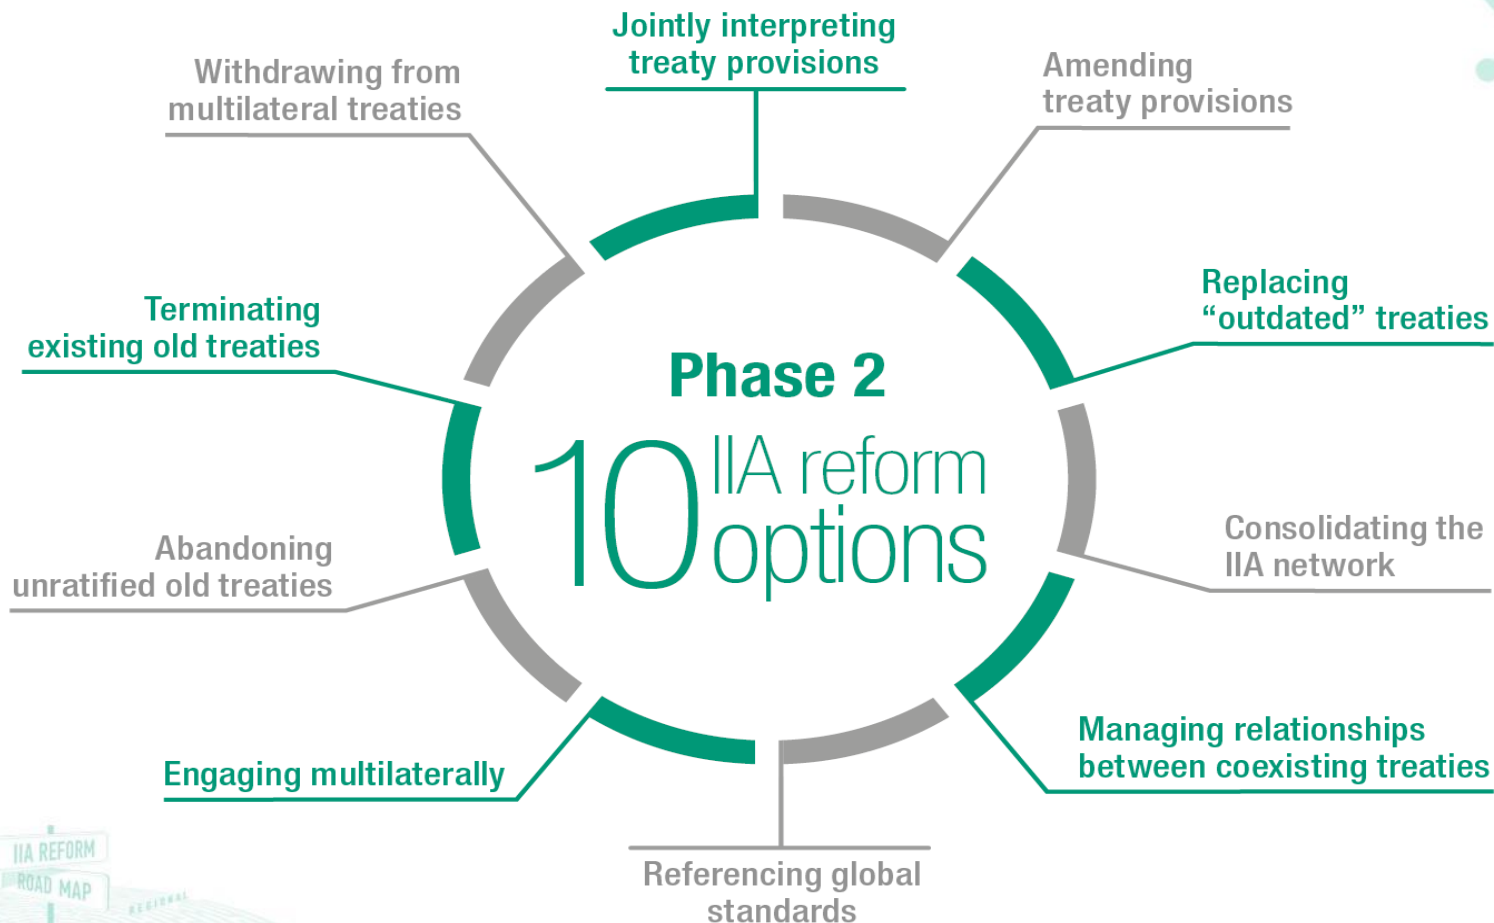 Jointly interpreting
treaty provisions
Amending
treaty provisions
Replacing
“outdated” treaties
Consolidating the
IIA network
Managing relationships
between coexisting treaties
Referencing global
standards
Engaging multilaterally
Abandoning
unratified old treaties
Terminating
existing old treaties
Withdrawing from
multilateral treaties
Phase 2
10 IIA reform
options
IIA REFORM
ROAD MAP
REGIONAL